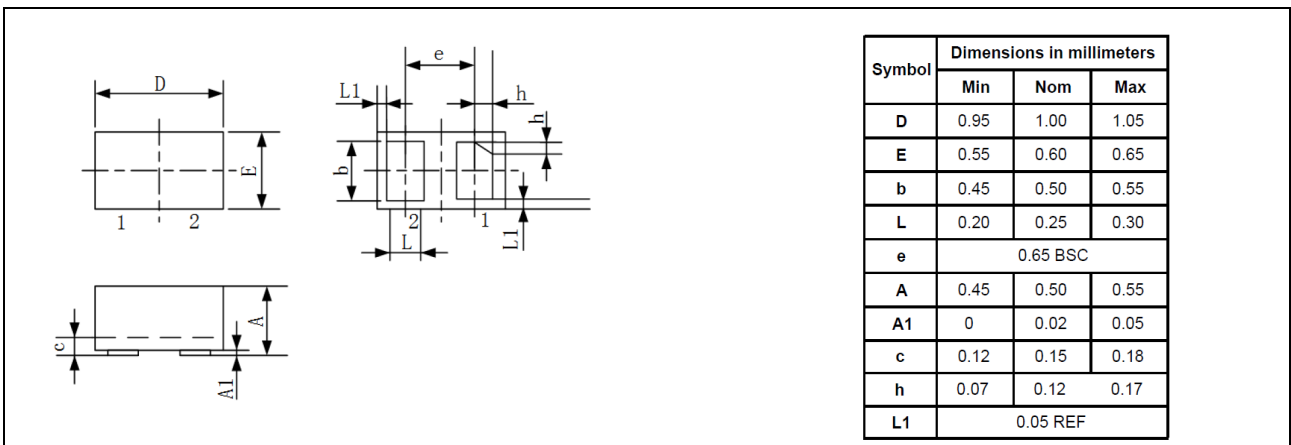 D
E
1 2
e
L1
h
h
b
2 1
L
L1
c
A
A1
Symbol Dimensions in millimeters
Min Nom Max
D 0.95 1.00 1.05
E 0.55 0.60 0.65
b 0.45 0.50 0.55
L 0.20 0.25 0.30
e 0.65 BSC
A 0.45 0.50 0.55
A1 0 0.02 0.05
c 0.12 0.15 0.18
h 0.07 0.12 0.17
L1 0.05 REF